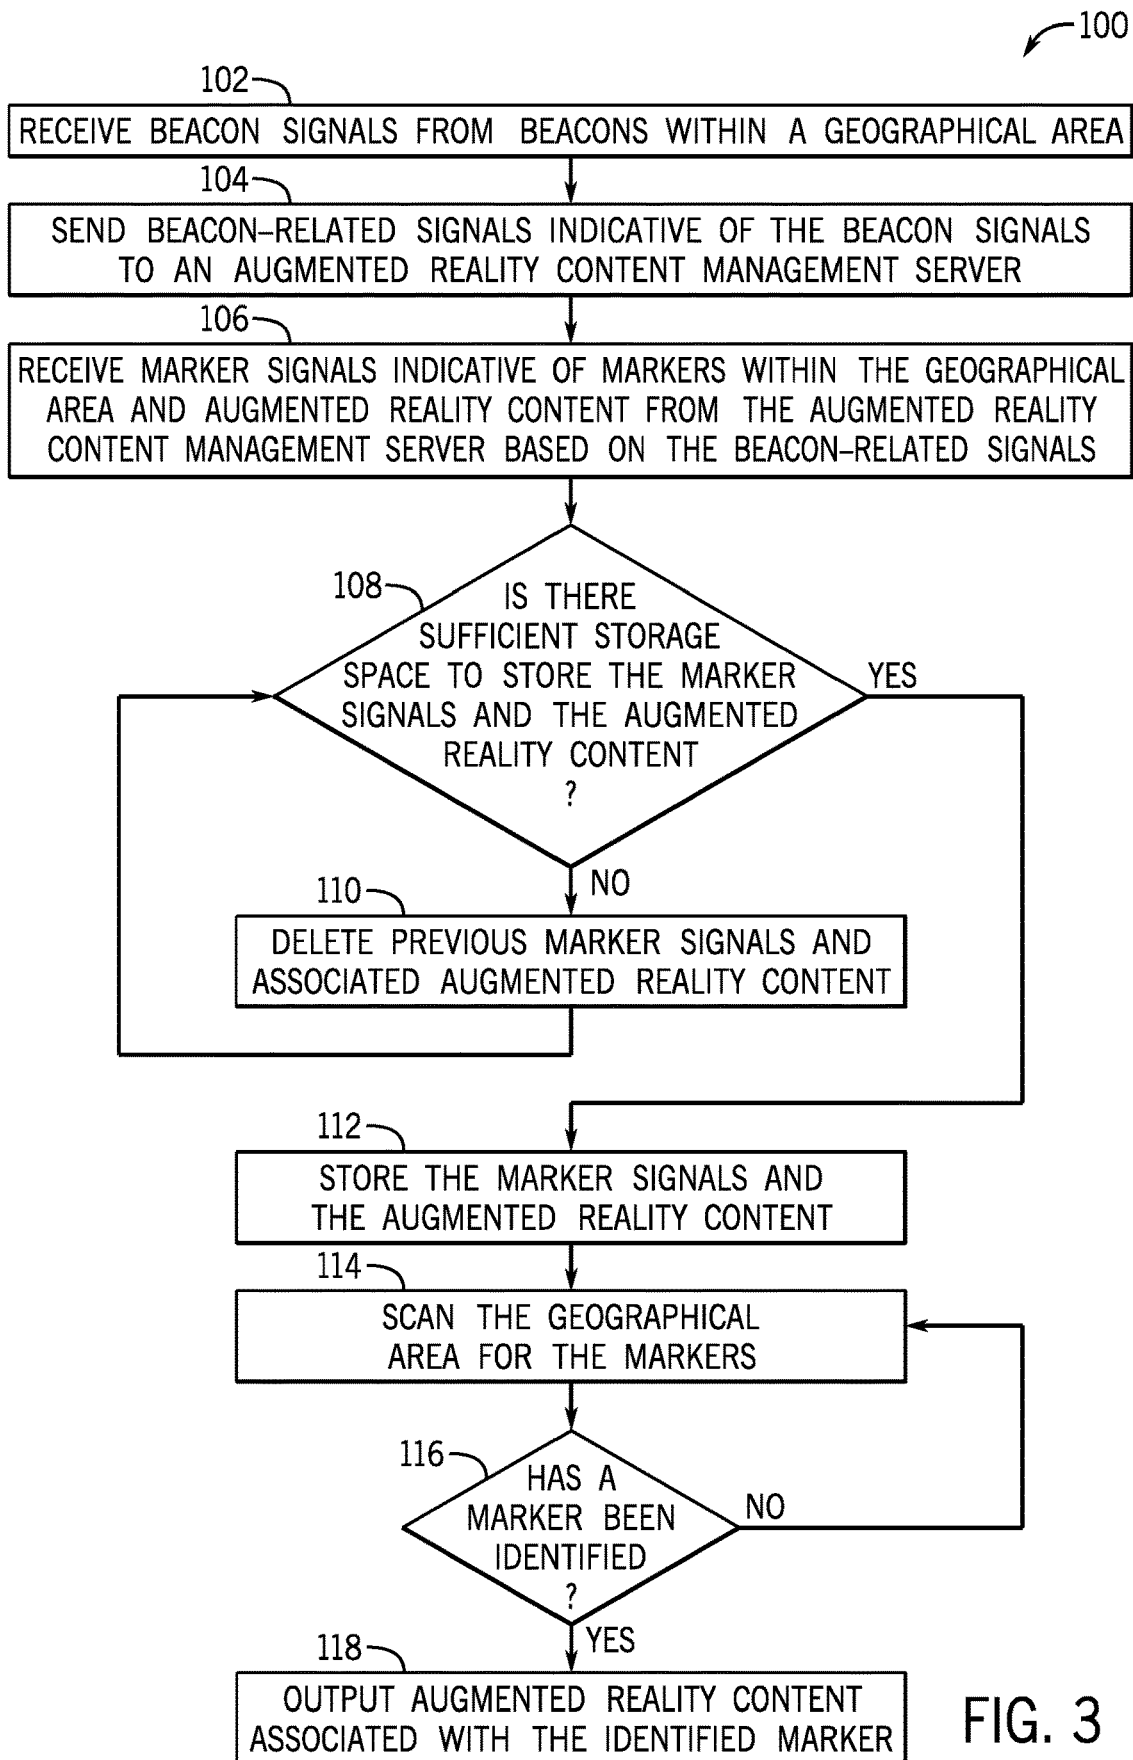 100
102
RECEIVE BEACON SIGNALS FROM BEACONS WITHIN A GEOGRAPHICAL AREA
104
SEND BEACON-RELATED SIGNALS INDICATIVE OF THE BEACON SIGNALS
TO AN AUGMENTED REALITY CONTENT MANAGEMENT SERVER
106
RECEIVE MARKER SIGNALS INDICATIVE OF MARKERS WITHIN THE GEOGRAPHICAL
AREA AND AUGMENTED REALITY CONTENT FROM THE AUGMENTED REALITY
CONTENT MANAGEMENT SERVER BASED ON THE BEACON-RELATED SIGNALS
108
IS THERE
SUFFICIENT STORAGE
SPACE TO STORE THE MARKER
SIGNALS AND THE AUGMENTED
REALITY CONTENT
?
YES
NO
110
DELETE PREVIOUS MARKER SIGNALS AND
ASSOCIATED AUGMENTED REALITY CONTENT
112
STORE THE MARKER SIGNALS AND
THE AUGMENTED REALITY CONTENT
114
SCAN THE GEOGRAPHICAL
AREA FOR THE MARKERS
116
HAS A
MARKER BEEN
IDENTIFIED
?
NO
YES
118
OUTPUT AUGMENTED REALITY CONTENT
ASSOCIATED WITH THE IDENTIFIED MARKER
FIG. 3